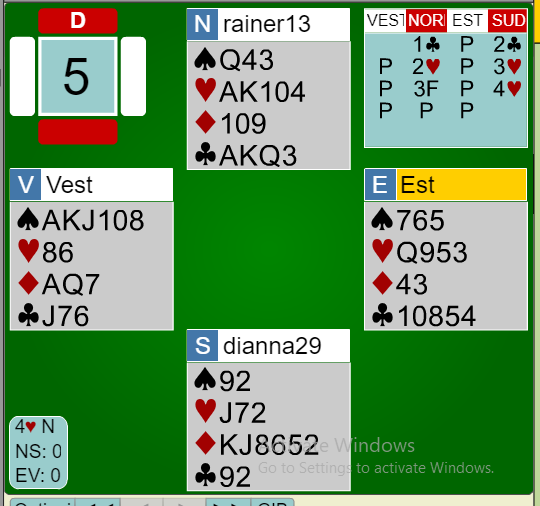 D
5
N rainer13
♠Q43
♥AK104
♦109
♣AKQ3
VEST NOR EST SUD
1♣ P 2♣
P 2♥ P 3♥
P 3F P 4♥
P P P
V Vest
♠AKJ108
♥86
♦AQ7
♣J76
E Est
♠765
♥Q953
♦43
♣10854
S dianna29
♠92
♥J72
♦KJ8652
♣92
4♥ N
NS: 0
EV: 0
Activate Windows
Go to Settings to activate Windows.